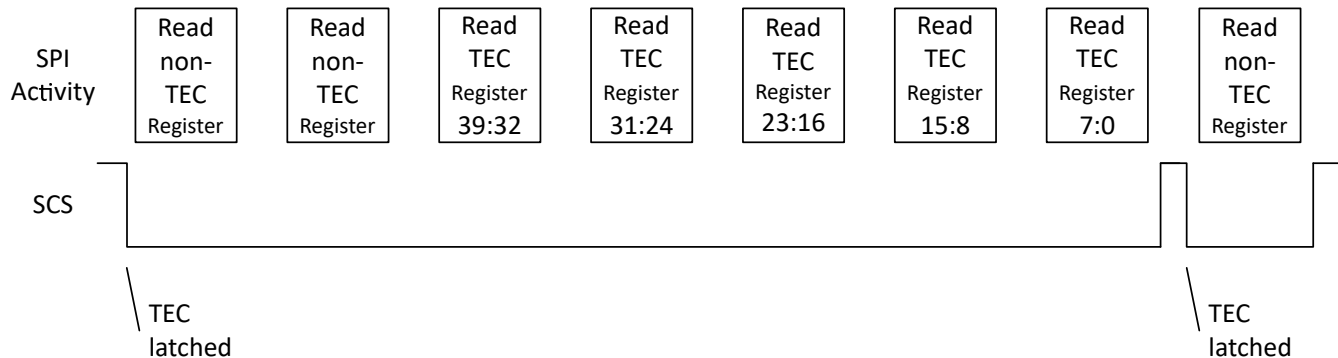 SPI
Activity
Read
non-
TEC
Register
Read
non-
TEC
Register
Read
TEC
Register
39:32
Read
TEC
Register
31:24
Read
TEC
Register
23:16
Read
TEC
Register
15:8
Read
TEC
Register
7:0
Read
non-
TEC
Register
SCS
TEC
latched
TEC
latched